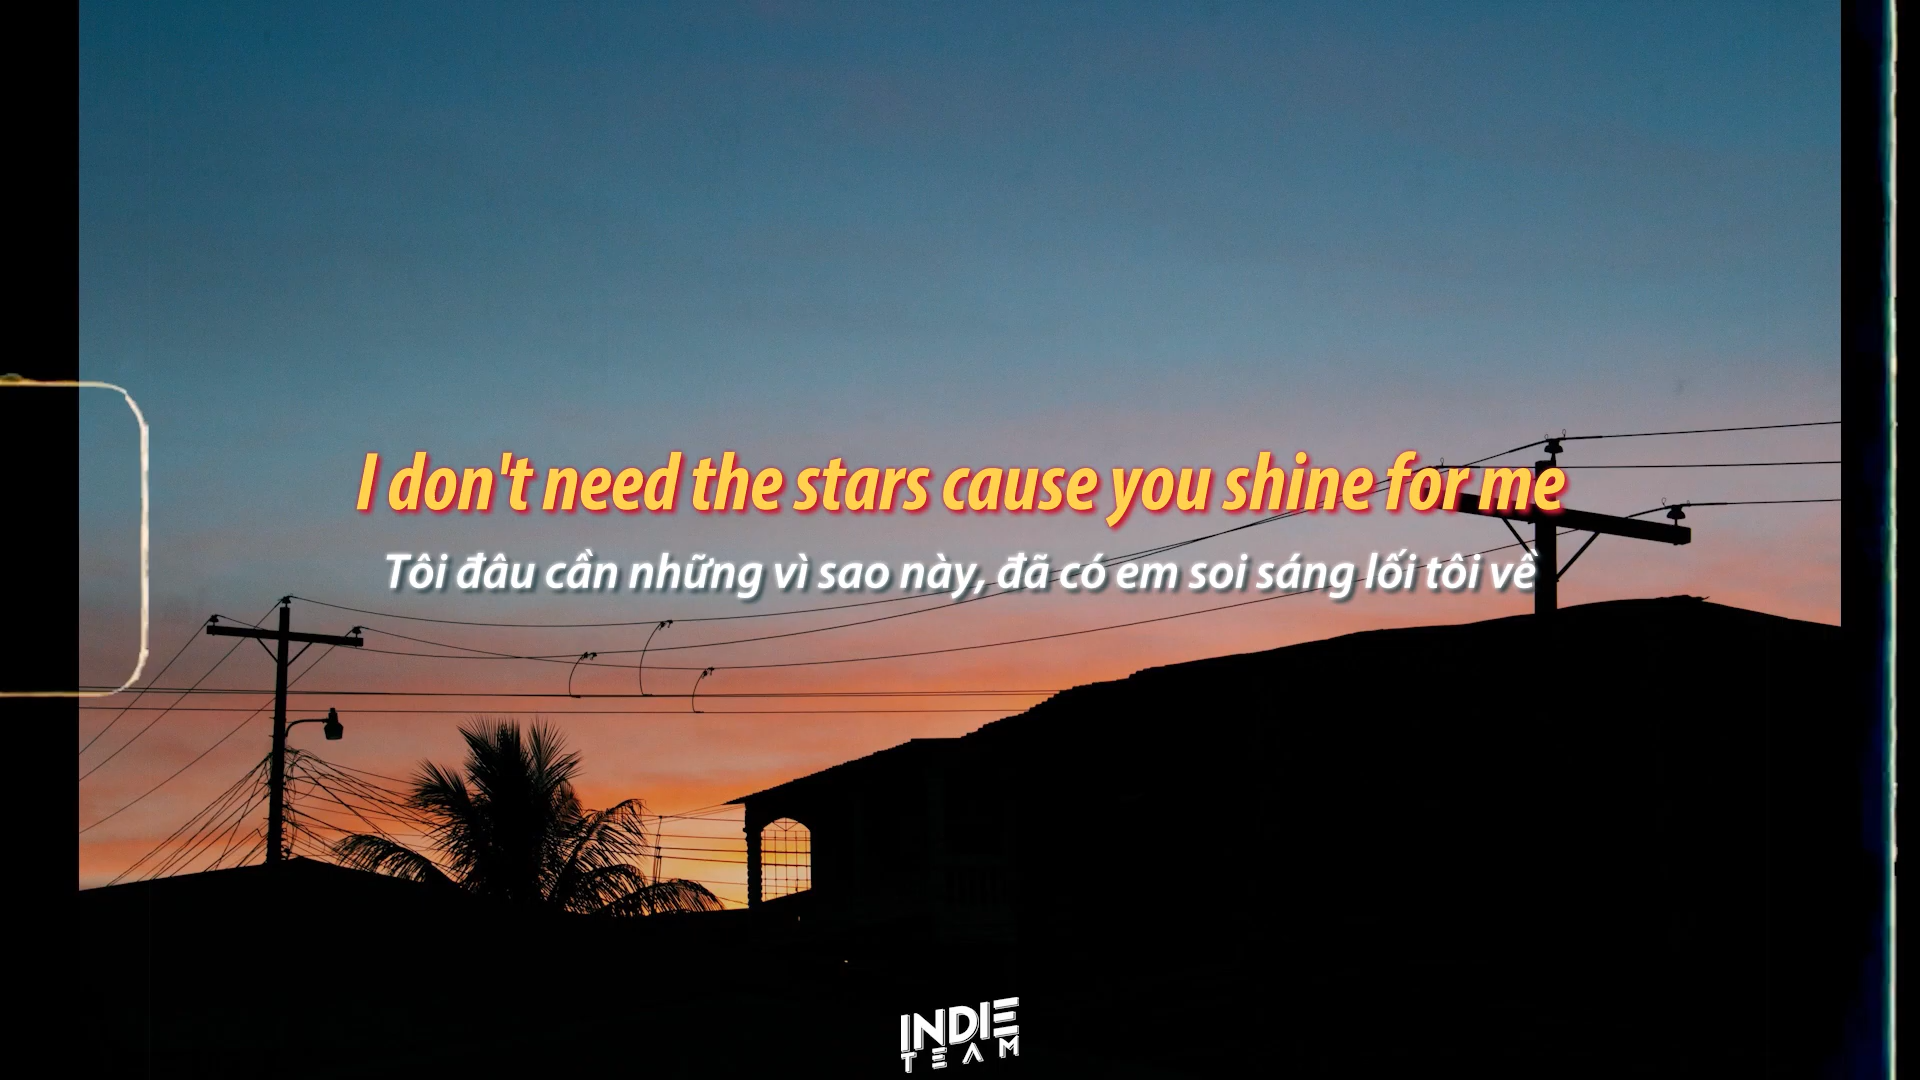 I don't need the stars cause you shine for me
Tôi đâu cần những vì sao này, đã có em soi sáng lối tôi về
INDIE
TEAM